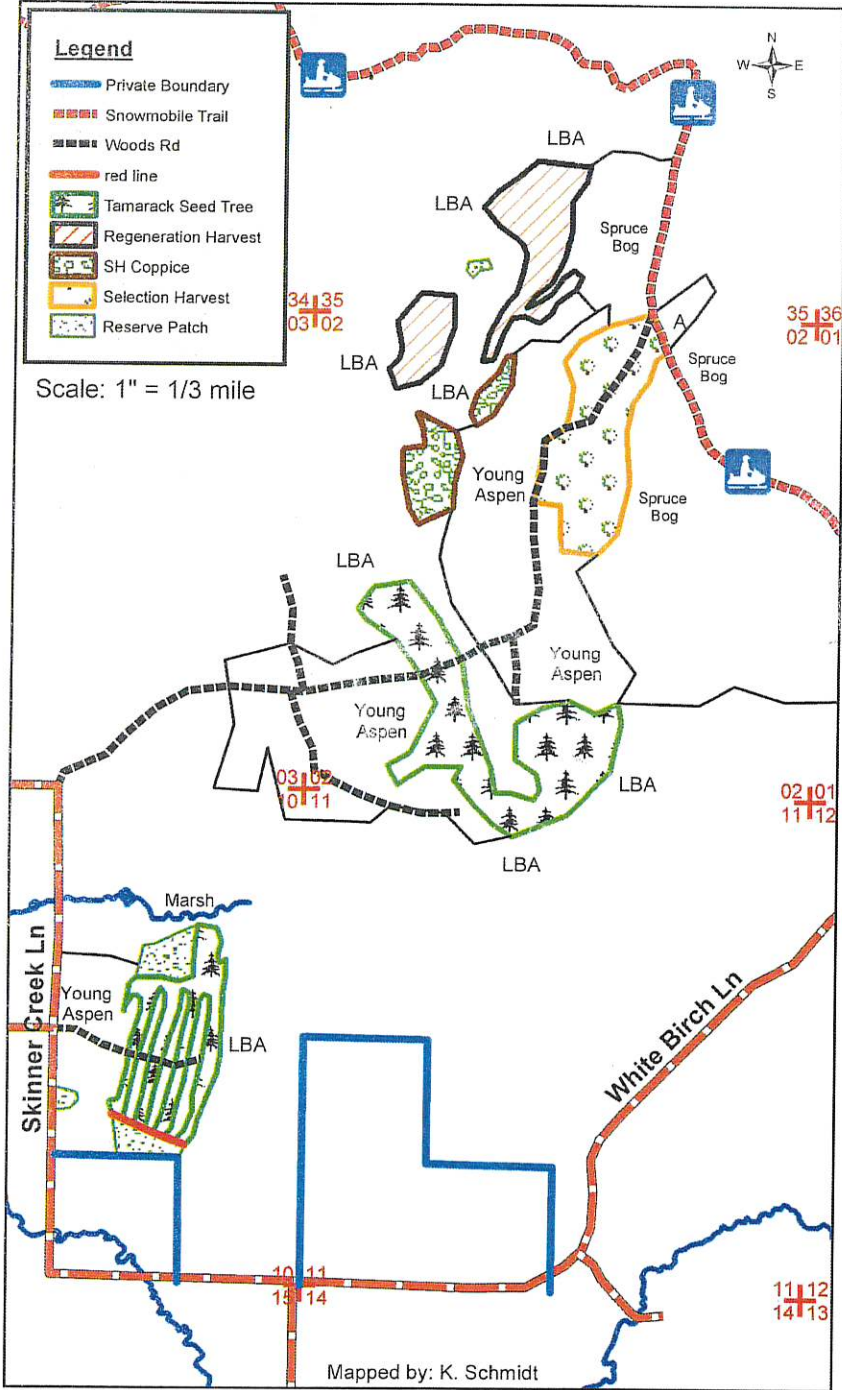 Legend
Private Boundary
Snowmobile Trail
Woods Rd
red line
Tamarack Seed Tree
Regeneration Harvest
SH Coppice
Selection Harvest
Reserve Patch
Scale: 1" = 1/3 mile
N
W E
S
LBA
LBA
Spruce
Bog
34 35
03 02
35 36
02 01
A
LBA
LBA
Spruce
Bog
Young
Aspen
Spruce
Bog
LBA
Young
Aspen
Young
Aspen
03 02
10 11
LBA
02 01
11 12
LBA
Marsh
Skinner Creek Ln
Young
Aspen
LBA
White Birch Ln
10 11
15 14
11 12
14 13
Mapped by: K. Schmidt